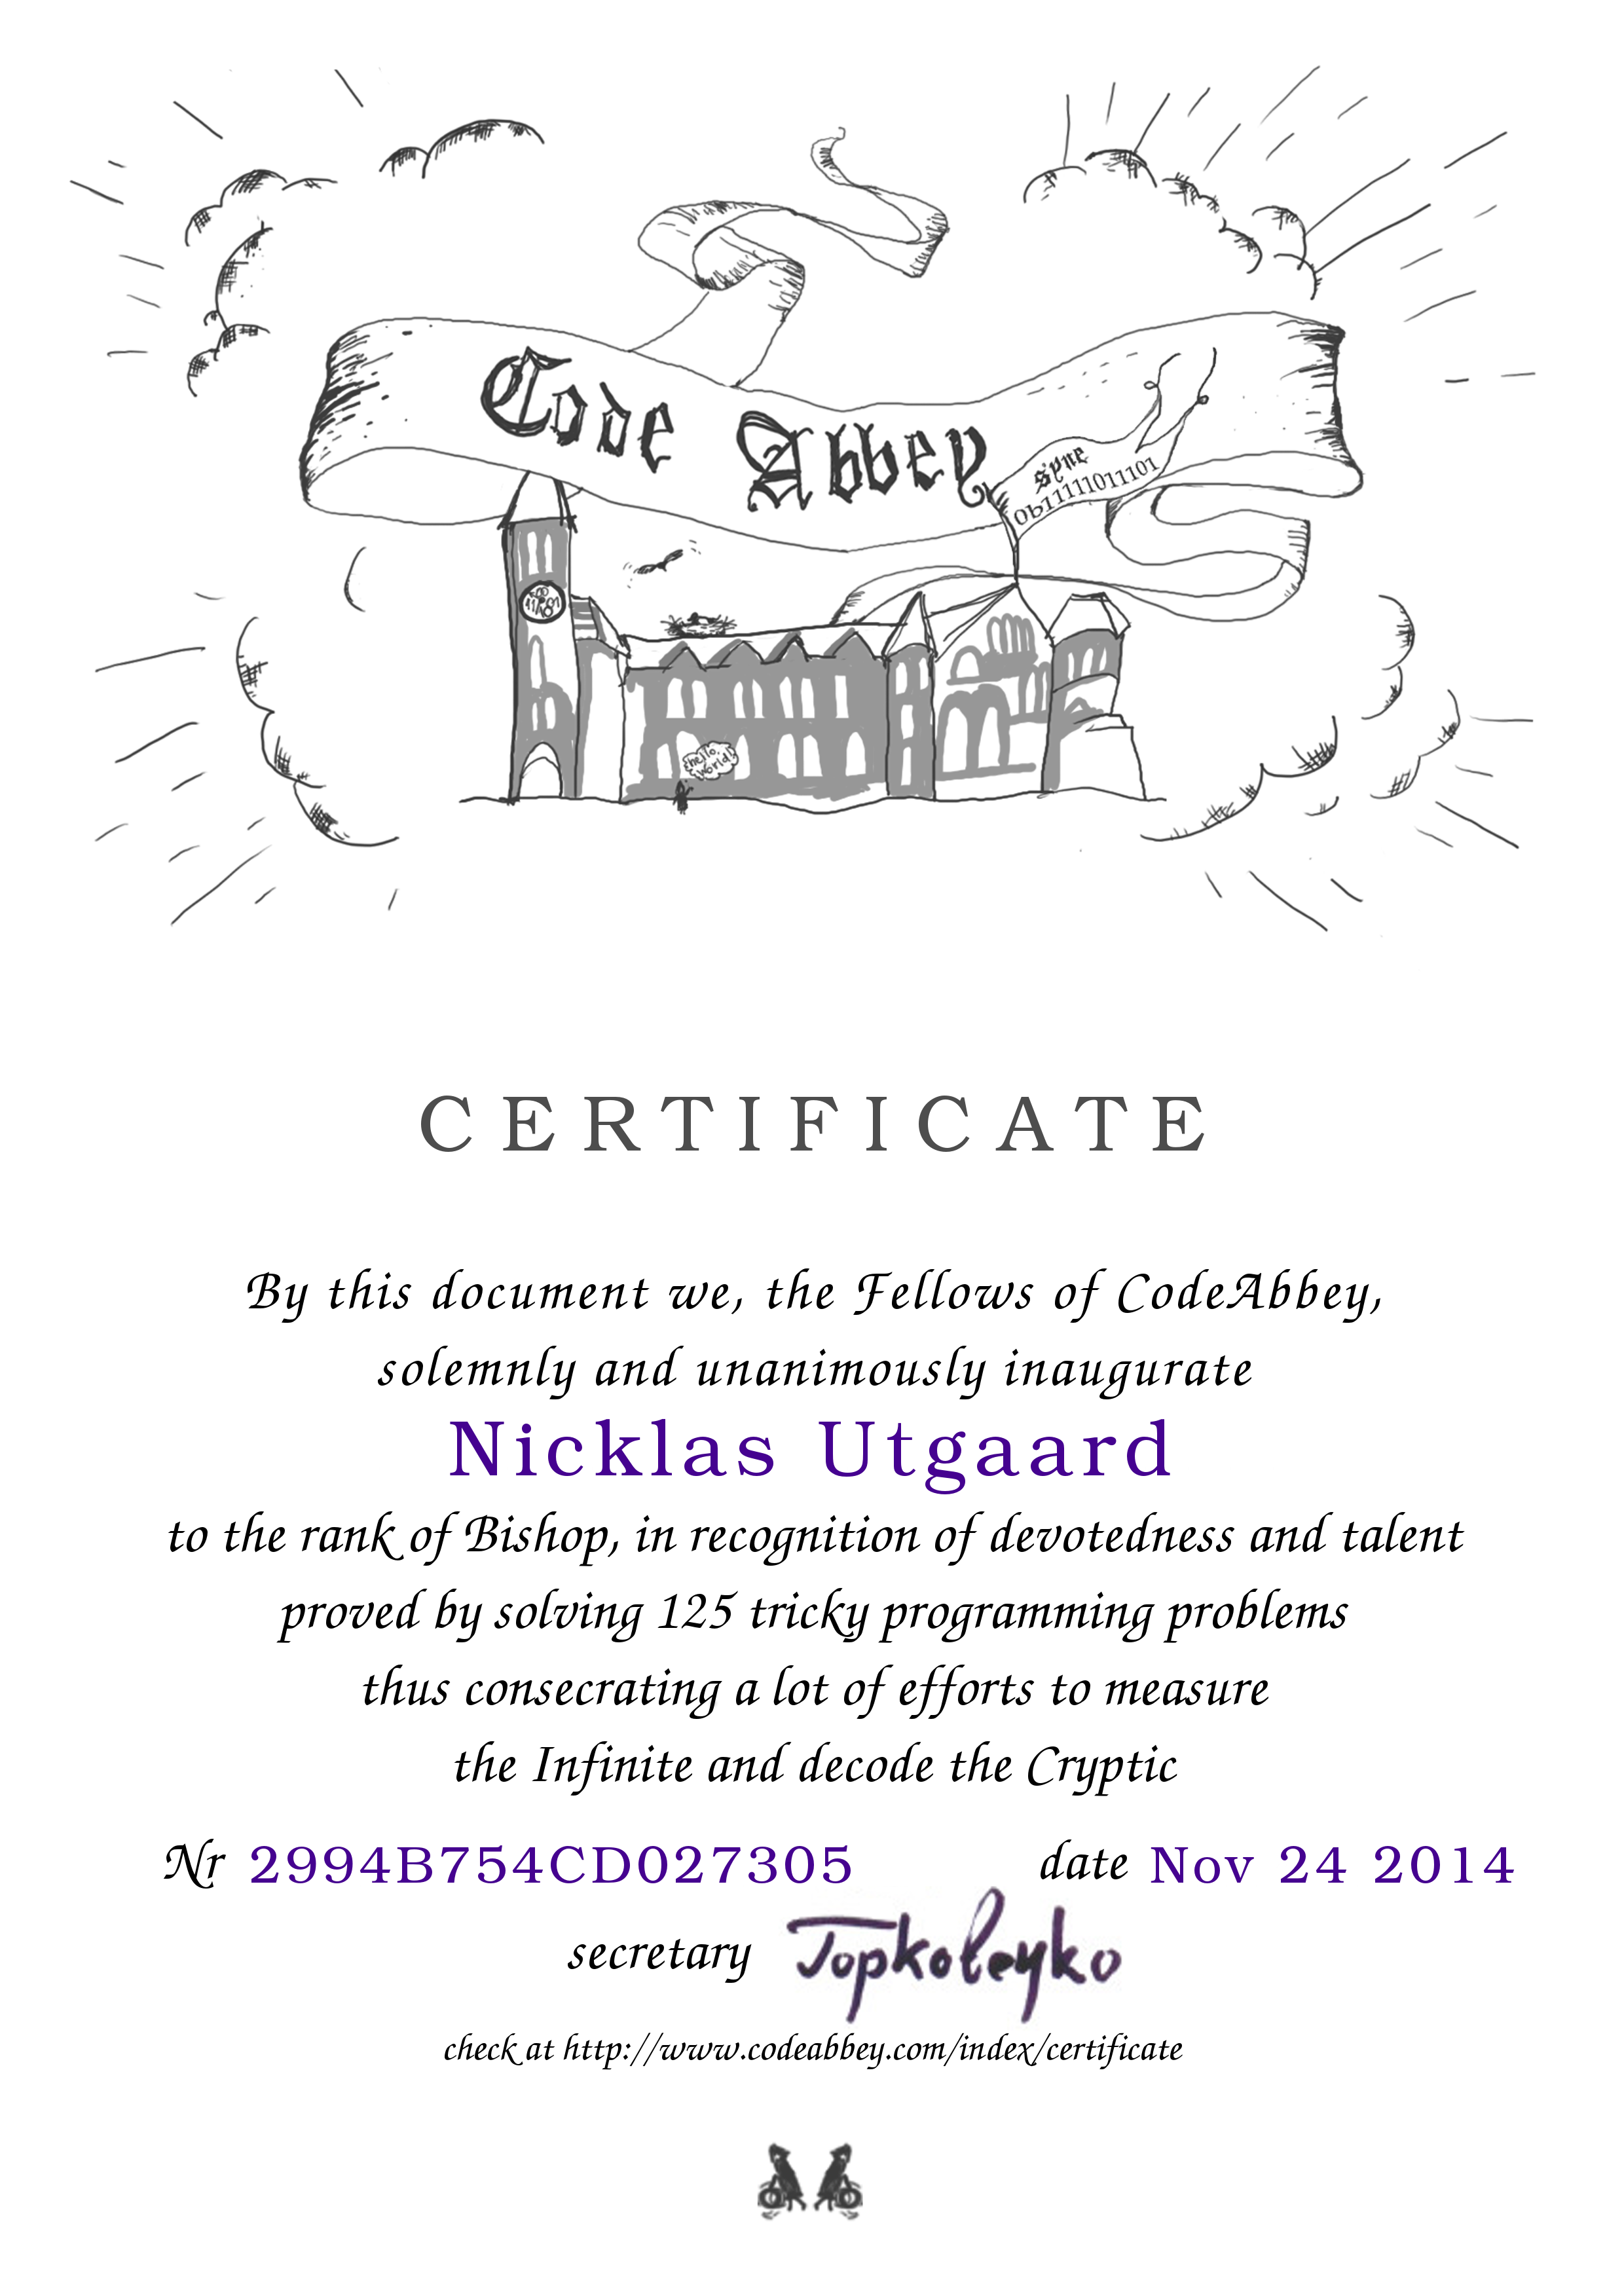 Code Abbey
syne
0b11111011101
hello,
world!
CERTIFICATE
By this document we, the Fellows of CodeAbbey,
solemnly and unanimously inaugurate
Nicklas Utgaard
to the rank of Bishop, in recognition of devotedness and talent
proved by solving 125 tricky programming problems
thus consecrating a lot of efforts to measure
the Infinite and decode the Cryptic
Nr 2994B754CD027305 date Nov 24 2014
secretary
check at http://www.codeabbey.com/index/certificate